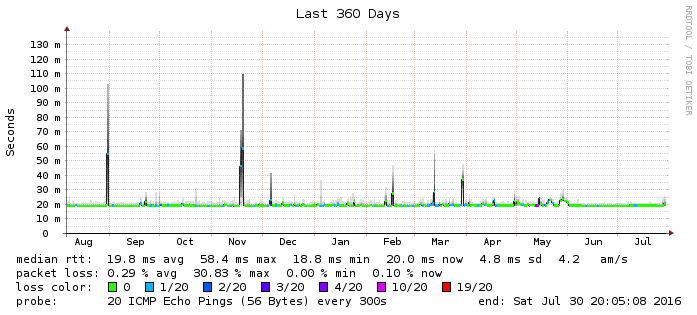 Last 360 Days
RRDTOOL / TOBI OETIKER
Seconds
130 m
120 m
110 m
100 m
90 m
80 m
70 m
60 m
50 m
40 m
30 m
20 m
10 m
0
Aug Sep Oct Nov Dec Jan Feb Mar Apr May Jun Jul
median rtt: 19.8 ms avg 58.4 ms max 18.8 ms min 20.0 ms now 4.8 ms sd 4.2 am/s
packet loss: 0.29 % avg 30.83 % max 0.00 % min 0.10 % now
loss color: 0 1/20 2/20 3/20 4/20 10/20 19/20
probe: 20 ICMP Echo Pings (56 Bytes) every 300s end: Sat Jul 30 20:05:08 2016